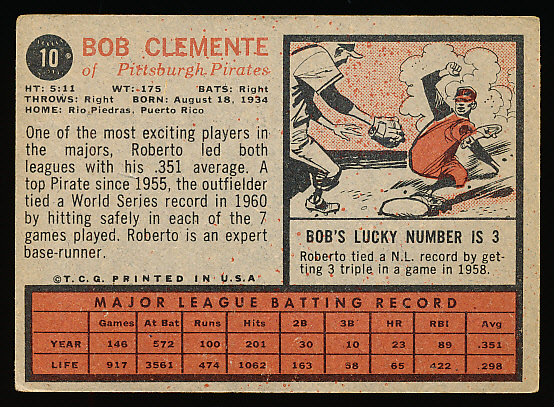 10
BOB CLEMENTE
of Pittsburgh Pirates
HT: 5:11 WT: 175 BATS: Right
THROWS: Right BORN: August 18, 1934
HOME: Rio Piedras, Puerto Rico
One of the most exciting players in
the majors, Roberto led both
leagues with his .351 average. A
top Pirate since 1955, the outfielder
tied a World Series record in 1960
by hitting safely in each of the 7
games played. Roberto is an expert
base-runner.
©T.C.G. PRINTED IN U.S.A
BOB'S LUCKY NUMBER IS 3
Roberto tied a N.L. record by get-
ting 3 triple in a game in 1958.
MAJOR LEAGUE BATTING RECORD
Games At Bat Runs Hits 2B 3B HR RBI Avg
YEAR 146 572 100 201 30 10 23 89 .351
LIFE 917 3561 474 1062 163 58 65 422 .298